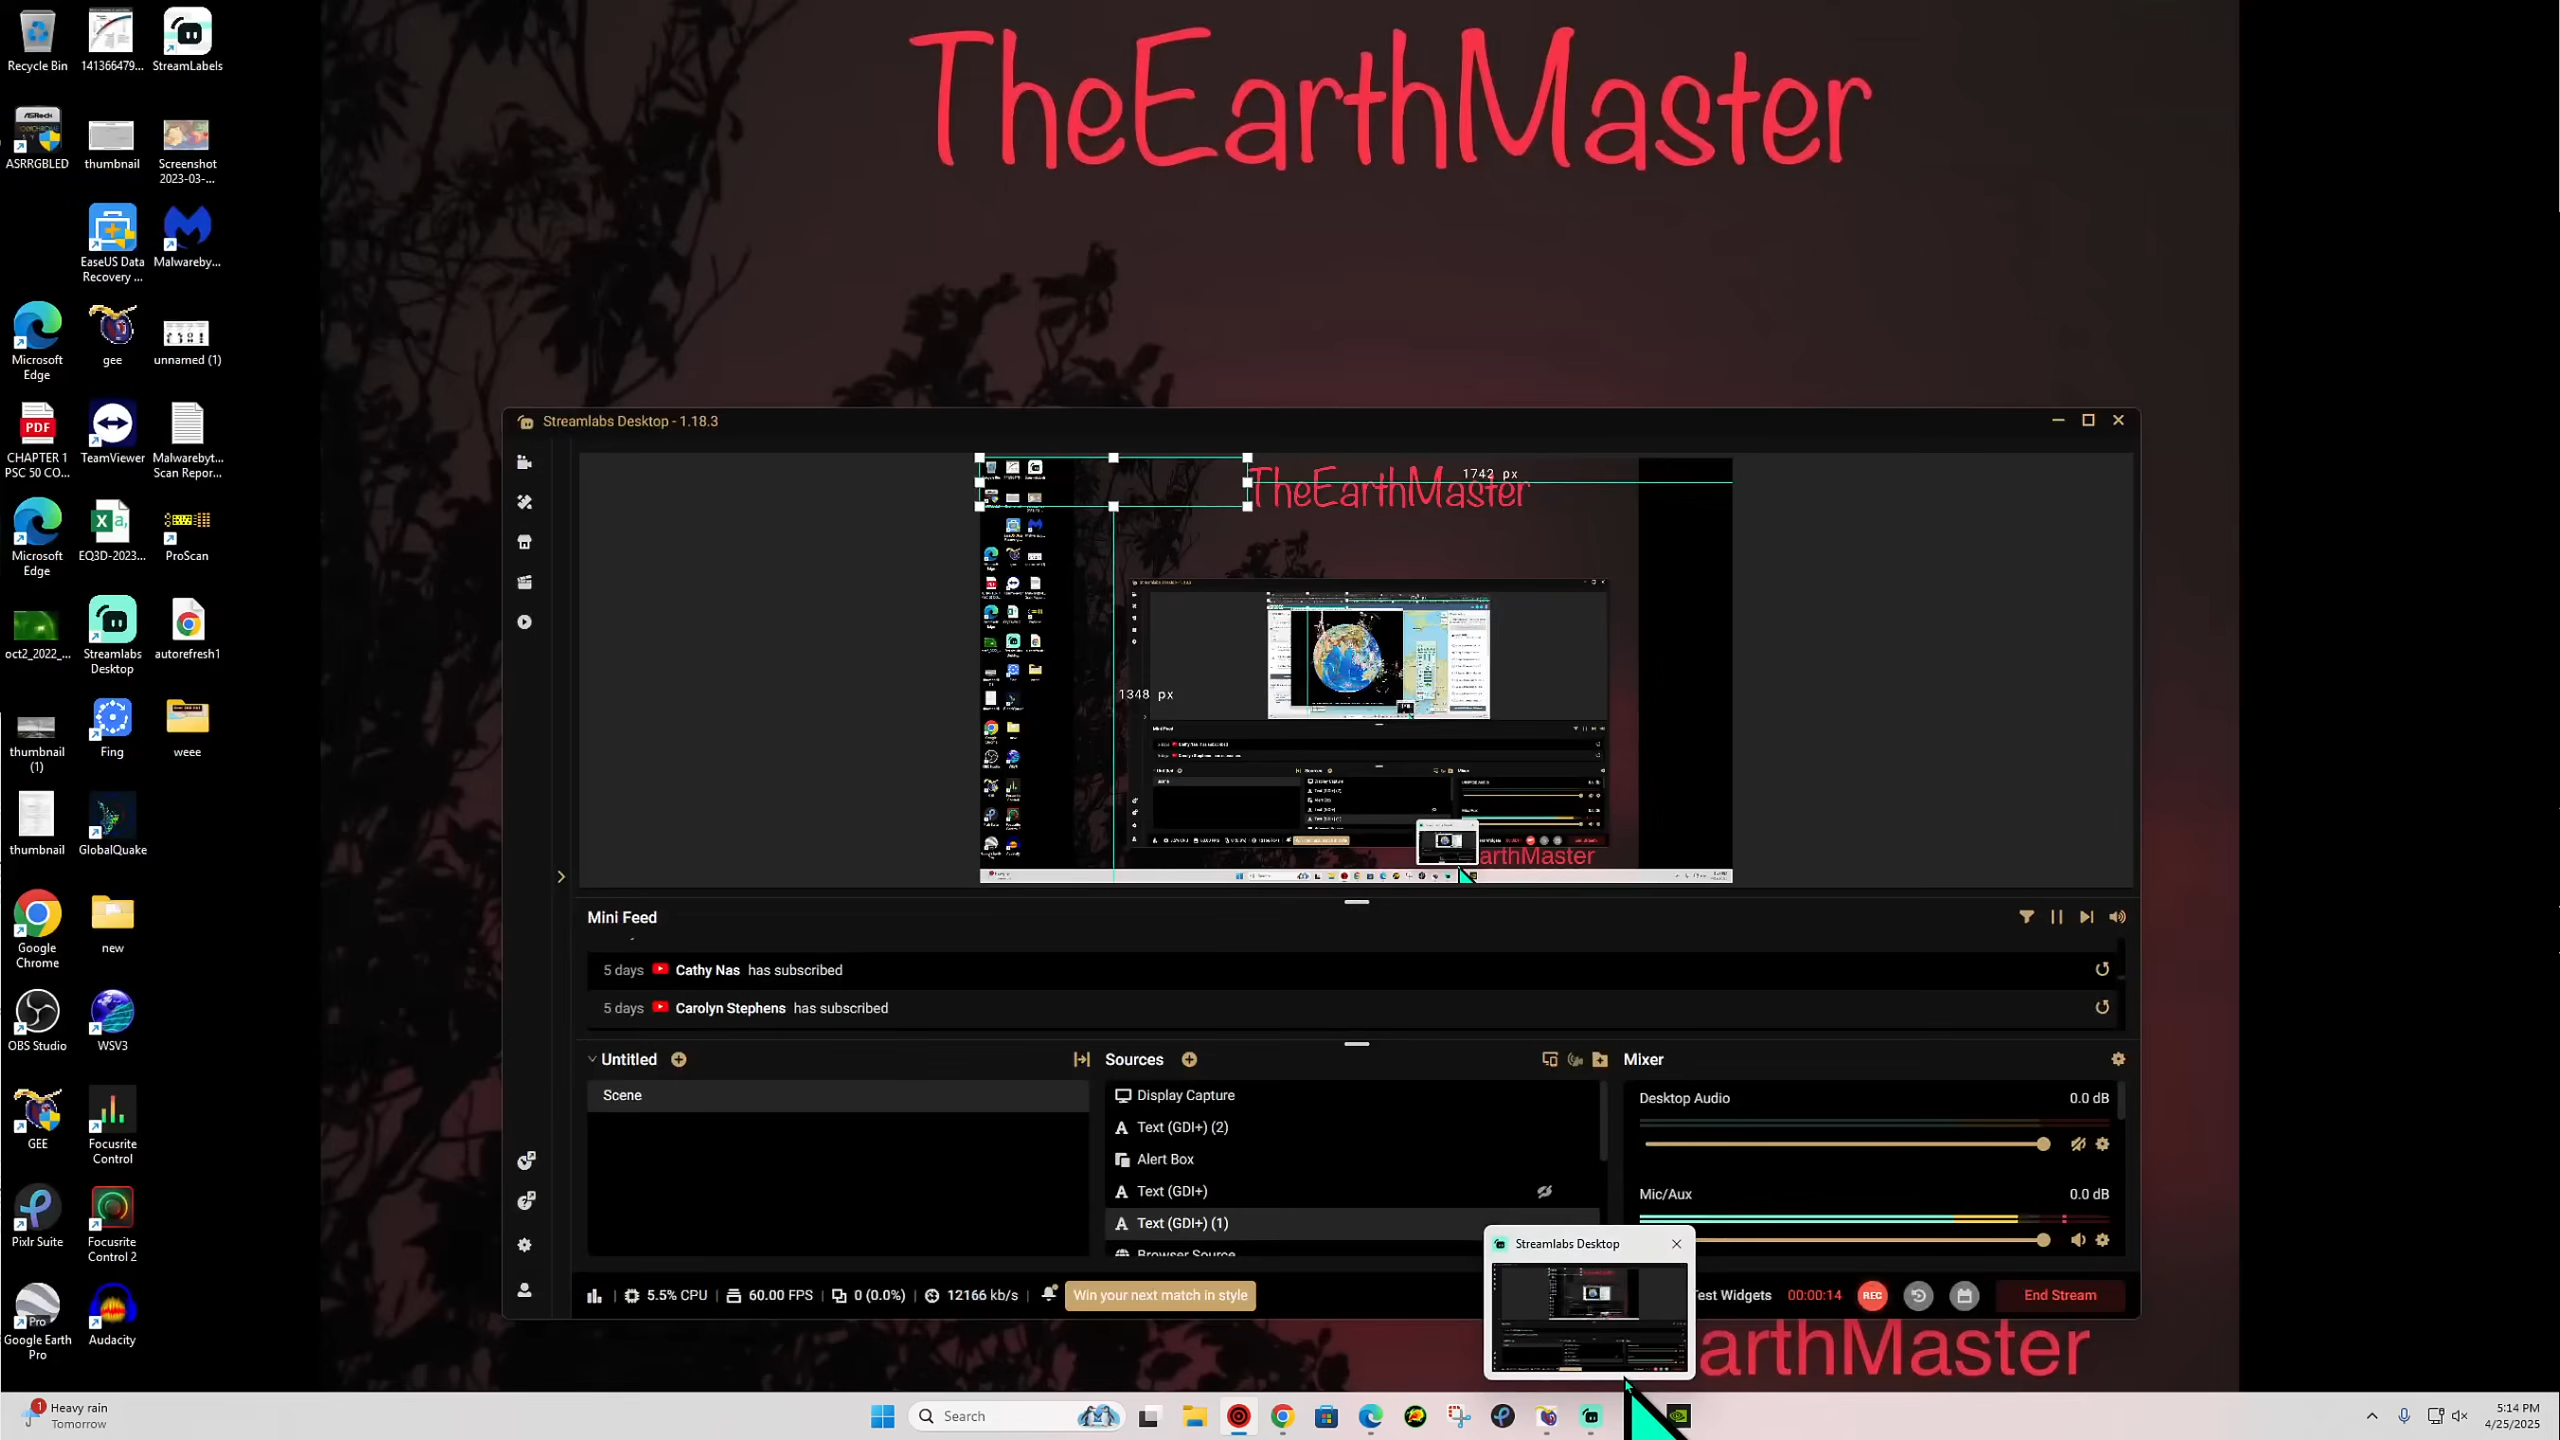 TheEarthMaster
Recycle Bin
141366479...
StreamLabels
ASRRGBLED
thumbnail
Screenshot
2023-03-...
EaseUS Data
Recovery ...
Malwareby...
Microsoft
Edge
gee
unnamed (1)
CHAPTER 1
PSC 50 CO...
TeamViewer
Malwarebyt...
Scan Repor...
Microsoft
Edge
EQ3D-2023...
ProScan
oct2_2022_...
Streamlabs
Desktop
autorefresh1
thumbnail
(1)
Fing
weee
thumbnail
GlobalQuake
Google
Chrome
new
OBS Studio
WSV3
GEE
Focusrite
Control
Pixlr Suite
Focusrite
Control 2
Google Earth
Pro
Audacity
Streamlabs Desktop - 1.18.3
TheEarthMaster
1742 px
1348 px
arthMaster
Mini Feed
5 days Cathy Nas has subscribed
5 days Carolyn Stephens has subscribed
Untitled
Scene
Sources
Display Capture
Text (GDI+) (2)
Alert Box
Text (GDI+)
Text (GDI+) (1)
Browser Source
Mixer
Desktop Audio 0.0 dB
Mic/Aux 0.0 dB
Streamlabs Desktop
5.5% CPU 60.00 FPS 0 (0.0%) 12166 kb/s Win your next match in style
Test Widgets 00:00:14 REC End Stream
arthMaster
1 Heavy rain
Tomorrow
Search
5:14 PM
4/25/2025